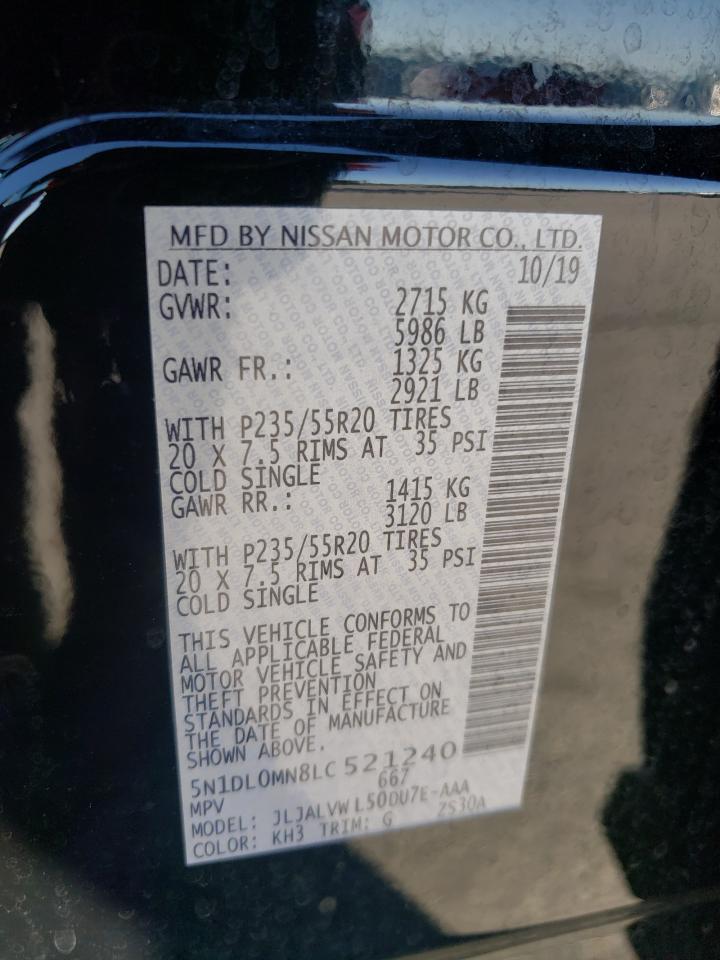 MFD BY NISSAN MOTOR CO., LTD.
DATE: 10/19
GVWR: 2715 KG
5986 LB
GAWR FR.: 1325 KG
2921 LB
WITH P235/55R20 TIRES
20 X 7.5 RIMS AT 35 PSI
COLD SINGLE
GAWR RR.: 1415 KG
3120 LB
WITH P235/55R20 TIRES
20 X 7.5 RIMS AT 35 PSI
COLD SINGLE
THIS VEHICLE CONFORMS TO
ALL APPLICABLE FEDERAL
MOTOR VEHICLE SAFETY AND
THEFT PREVENTION
STANDARDS IN EFFECT ON
THE DATE OF MANUFACTURE
SHOWN ABOVE.
5N1DL0MN8LC 521240
MPV 667
MODEL: JLJALVWL50DU7E-AAA
COLOR: KH3 TRIM: G ZS30A